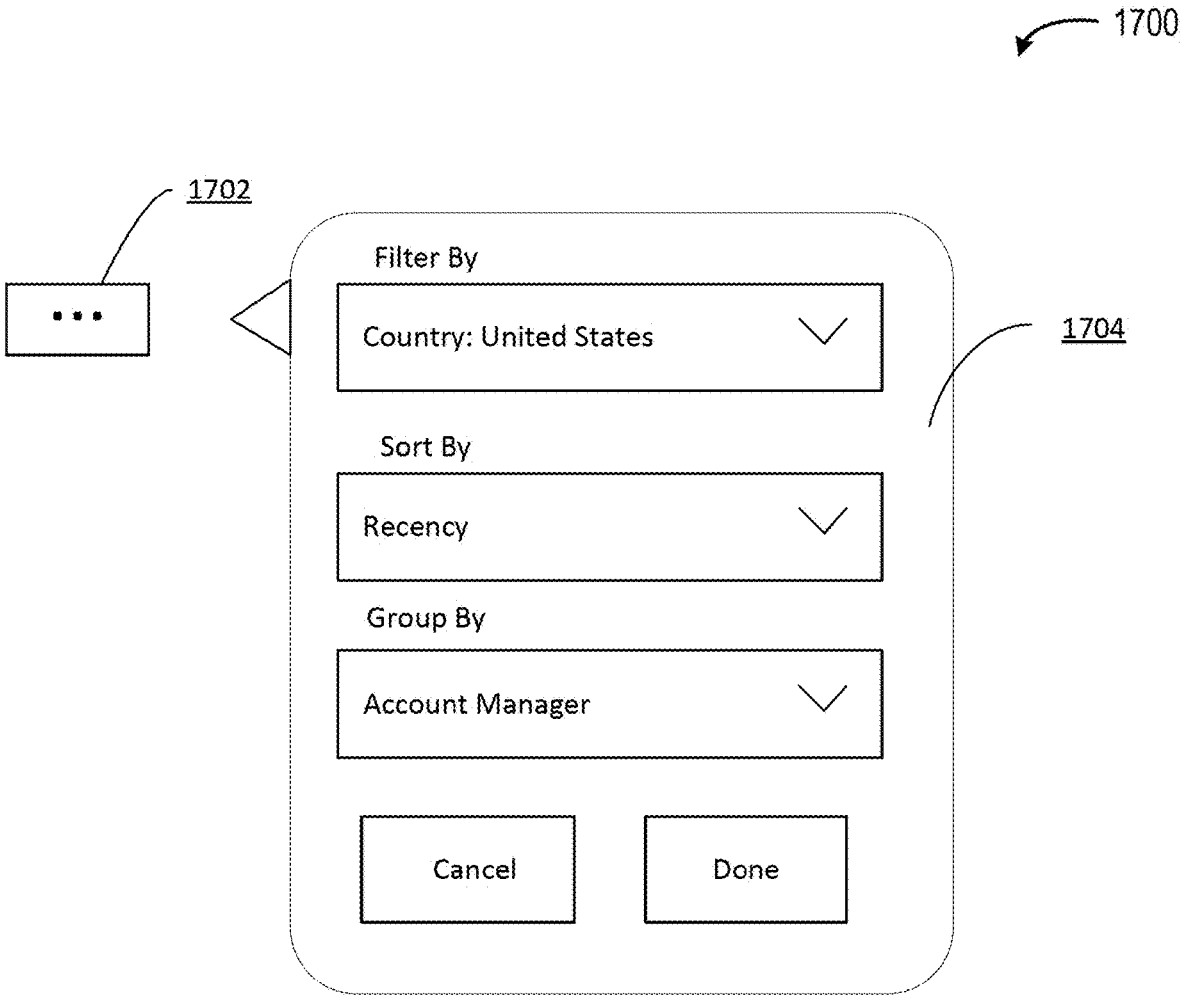 1700
1702
...
Filter By
Country: United States
1704
Sort By
Recency
Group By
Account Manager
Cancel
Done